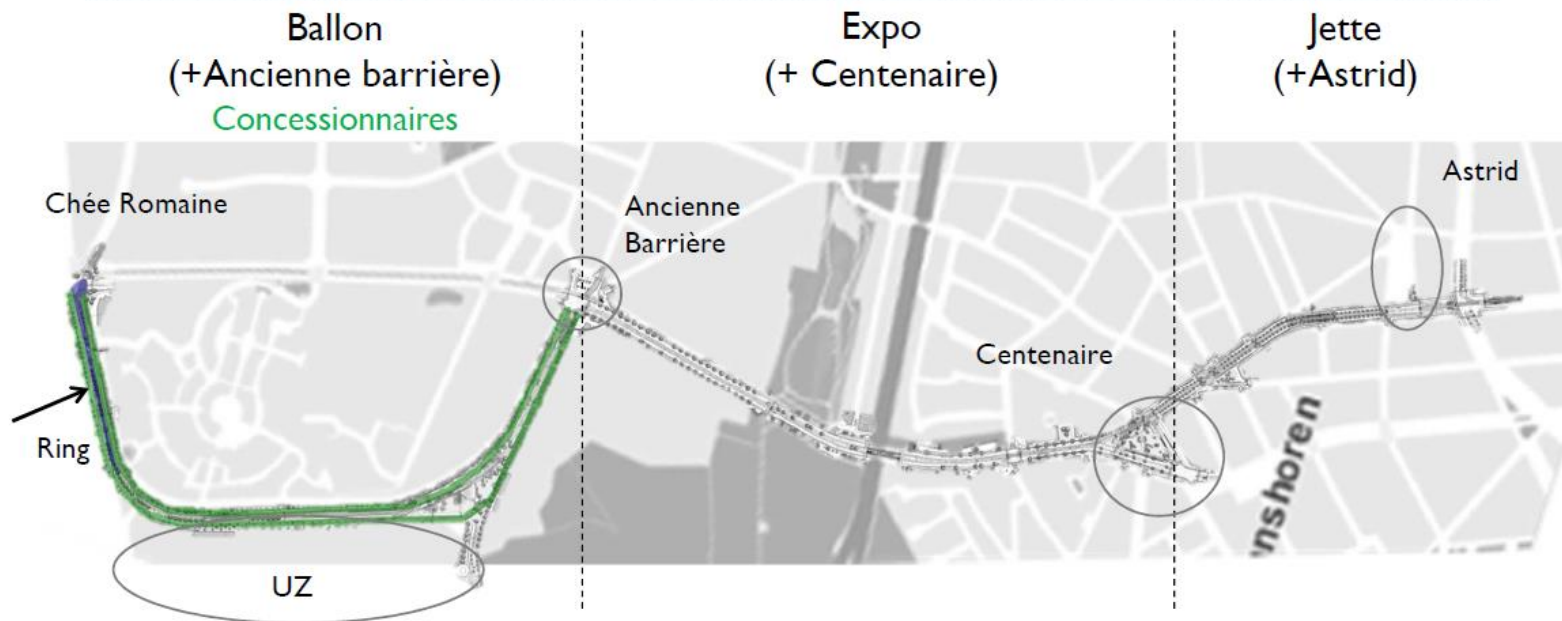 Ballon
(+Ancienne barrière)
Concessionnaires
Expo
(+ Centenaire)
Jette
(+Astrid)
Chée Romaine
Ancienne
Barrière
Astrid
Centenaire
Ring
UZ
nshoren